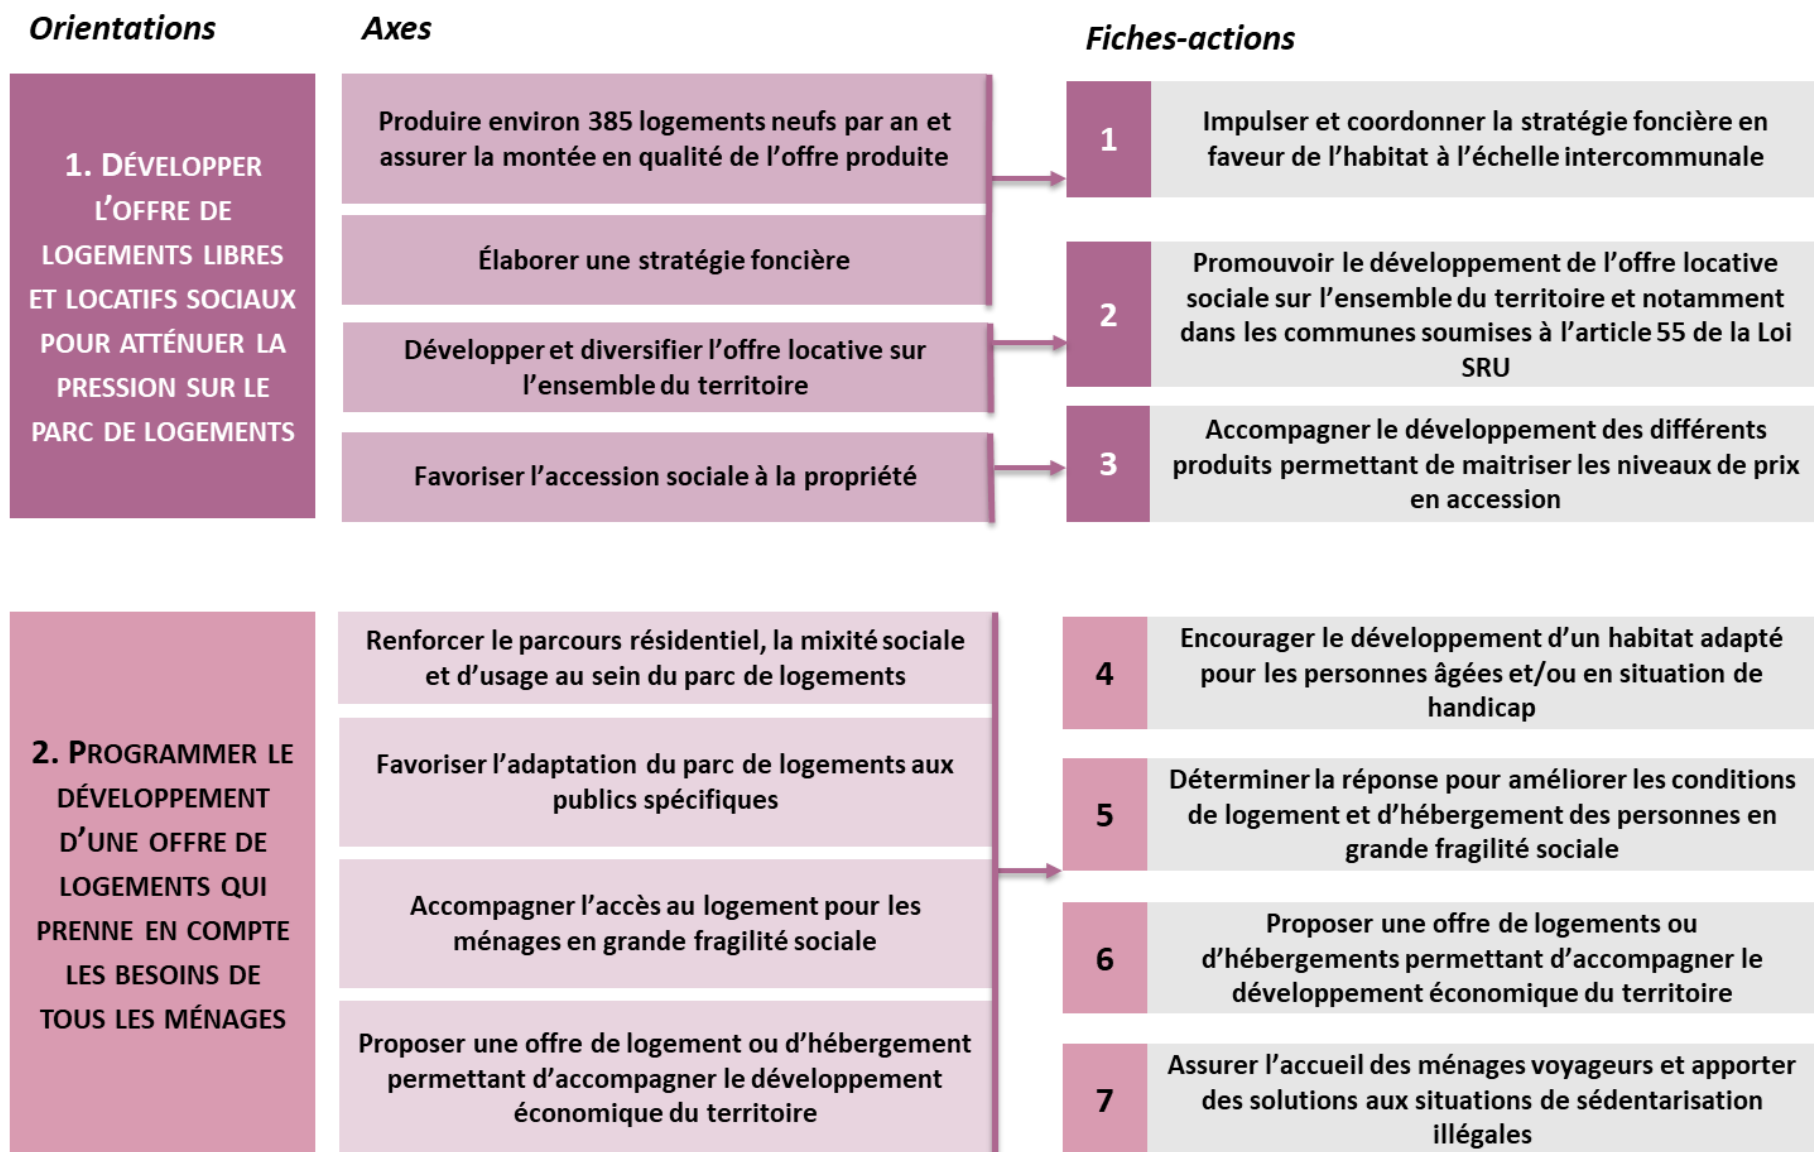 Orientations
Axes
Fiches-actions
1. DÉVELOPPER
L’OFFRE DE
LOGEMENTS LIBRES
ET LOCATIFS SOCIAUX
POUR ATTÉNUER LA
PRESSION SUR LE
PARC DE LOGEMENTS
Produire environ 385 logements neufs par an et
assurer la montée en qualité de l’offre produite
Élaborer une stratégie foncière
Développer et diversifier l’offre locative sur
l’ensemble du territoire
Favoriser l’accession sociale à la propriété
1
Impulser et coordonner la stratégie foncière en
faveur de l’habitat à l’échelle intercommunale
2
Promouvoir le développement de l’offre locative
sociale sur l’ensemble du territoire et notamment
dans les communes soumises à l’article 55 de la Loi
SRU
3
Accompagner le développement des différents
produits permettant de maitriser les niveaux de prix
en accession
2. PROGRAMMER LE
DÉVELOPPEMENT
D’UNE OFFRE DE
LOGEMENTS QUI
PRENNE EN COMPTE
LES BESOINS DE
TOUS LES MÉNAGES
Renforcer le parcours résidentiel, la mixité sociale
et d’usage au sein du parc de logements
Favoriser l’adaptation du parc de logements aux
publics spécifiques
Accompagner l’accès au logement pour les
ménages en grande fragilité sociale
Proposer une offre de logement ou d’hébergement
permettant d’accompagner le développement
économique du territoire
4
Encourager le développement d’un habitat adapté
pour les personnes âgées et/ou en situation de
handicap
5
Déterminer la réponse pour améliorer les conditions
de logement et d’hébergement des personnes en
grande fragilité sociale
6
Proposer une offre de logements ou
d’hébergements permettant d’accompagner le
développement économique du territoire
7
Assurer l’accueil des ménages voyageurs et apporter
des solutions aux situations de sédentarisation
illégales